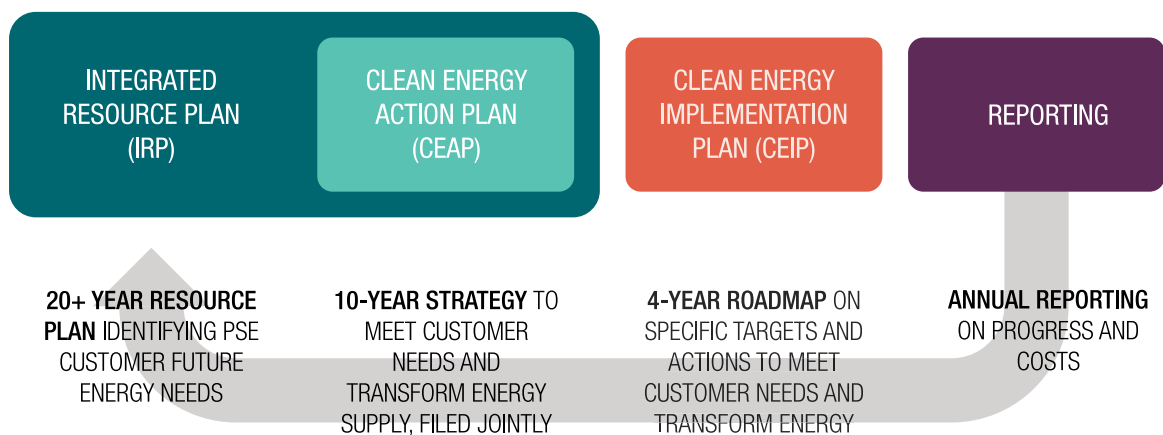 INTEGRATED
RESOURCE PLAN
(IRP)
CLEAN ENERGY
ACTION PLAN
(CEAP)
CLEAN ENERGY
IMPLEMENTATION
PLAN (CEIP)
REPORTING
20+ YEAR RESOURCE
PLAN IDENTIFYING PSE
CUSTOMER FUTURE
ENERGY NEEDS
10-YEAR STRATEGY TO
MEET CUSTOMER
NEEDS AND
TRANSFORM ENERGY
SUPPLY, FILED JOINTLY
4-YEAR ROADMAP ON
SPECIFIC TARGETS AND
ACTIONS TO MEET
CUSTOMER NEEDS AND
TRANSFORM ENERGY
ANNUAL REPORTING
ON PROGRESS AND
COSTS